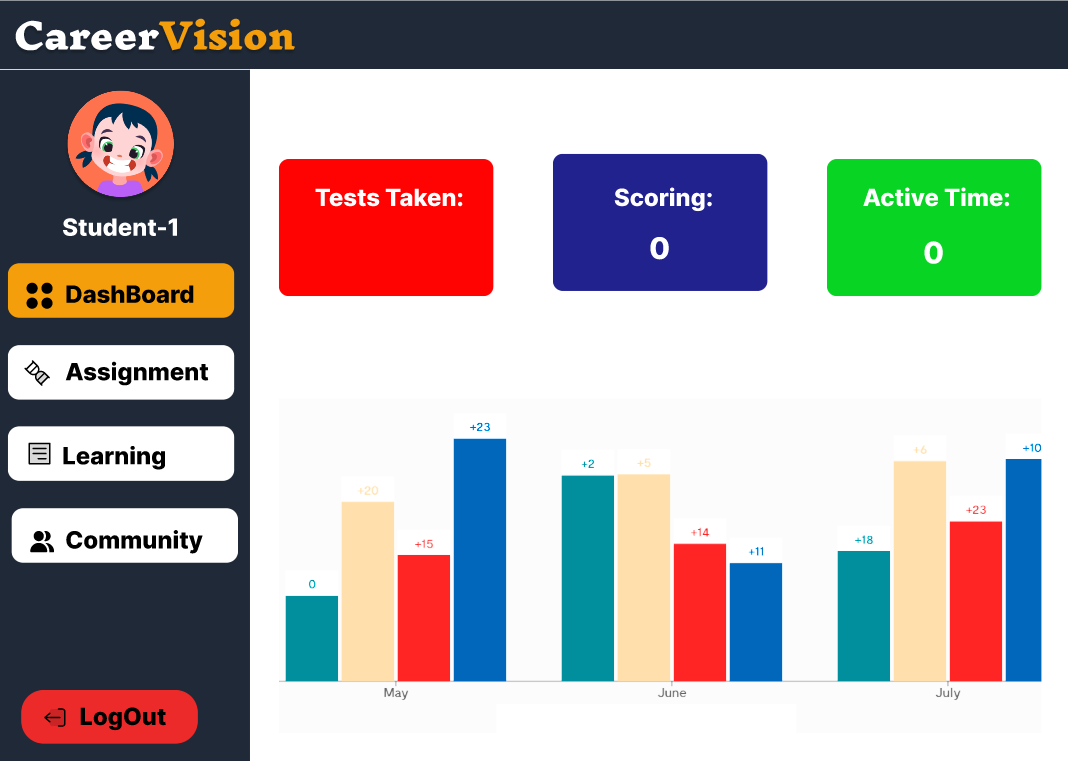 CareerVision
Student-1
DashBoard
Assignment
Learning
Community
LogOut
Tests Taken:
Scoring:
0
Active Time:
0
0
+20
+15
+23
+2
+5
+14
+11
+18
+6
+23
+10
May
June
July